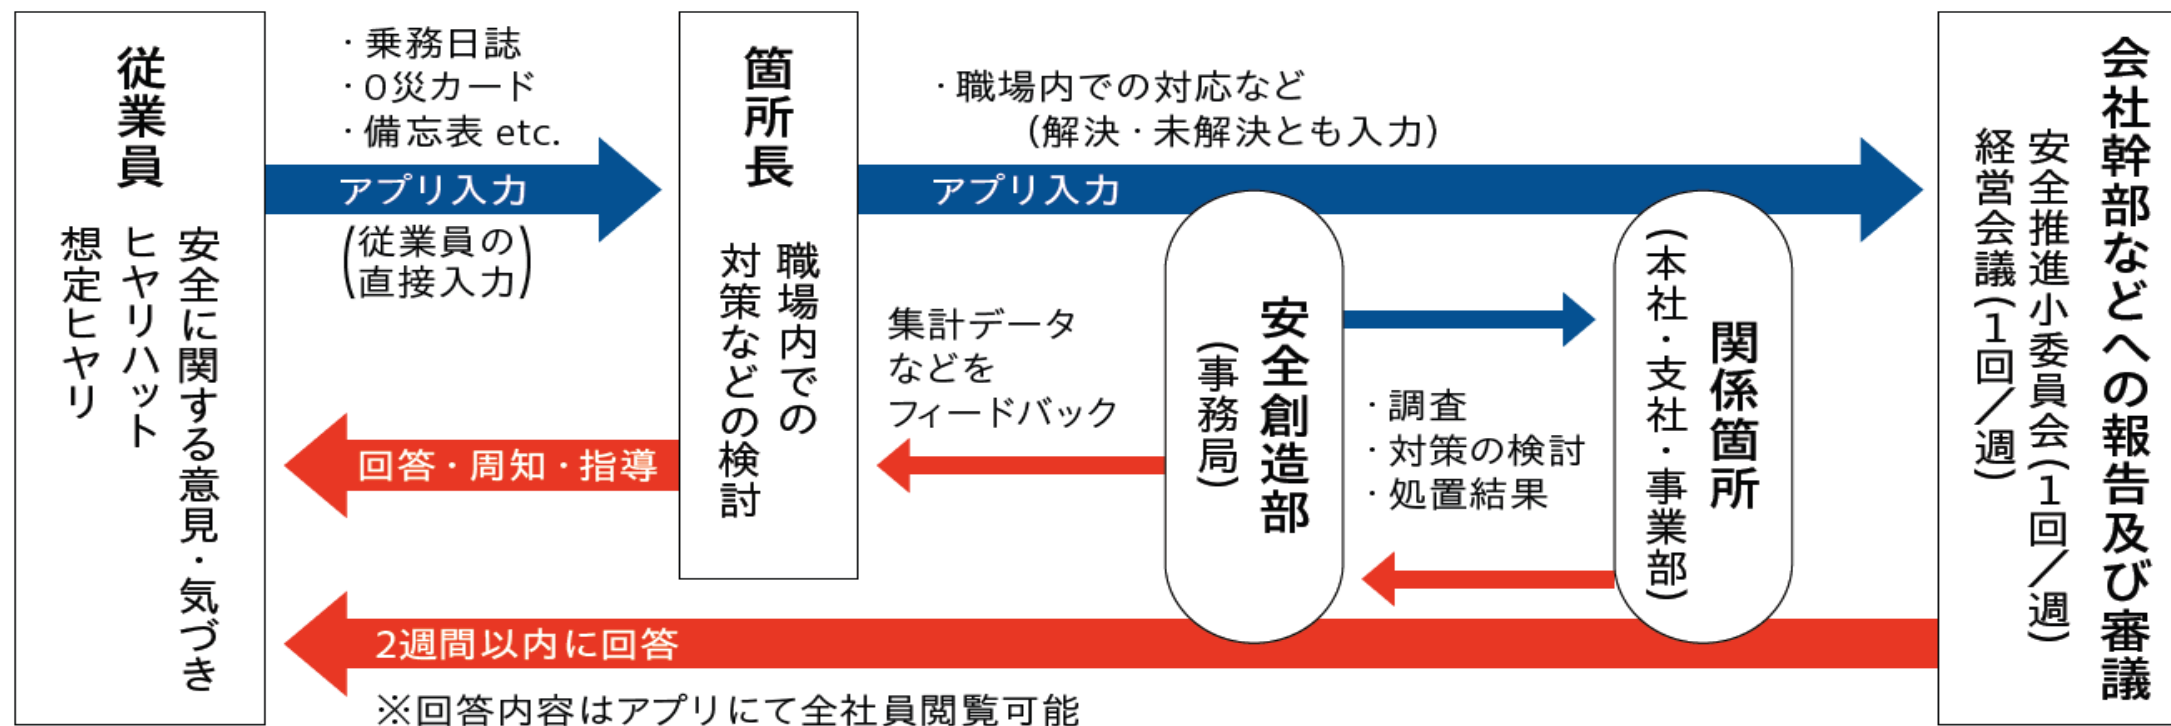 従業員
安全に関する意見・気づき
ヒヤリハット
想定ヒヤリ
・乗務日誌
・0災カード
・備忘表 etc.
アプリ入力
(従業員の
直接入力)
回答・周知・指導
箇所長
職場内での
対策などの検討
・職場内での対応など
(解決・未解決とも入力)
アプリ入力
集計データ
などを
フィードバック
安全創造部
(事務局)
・調査
・対策の検討
・処置結果
関係箇所
(本社・支社・事業部)
会社幹部などへの報告及び審議
安全推進小委員会(1回/週)
経営会議(1回/週)
2週間以内に回答
※回答内容はアプリにて全社員閲覧可能